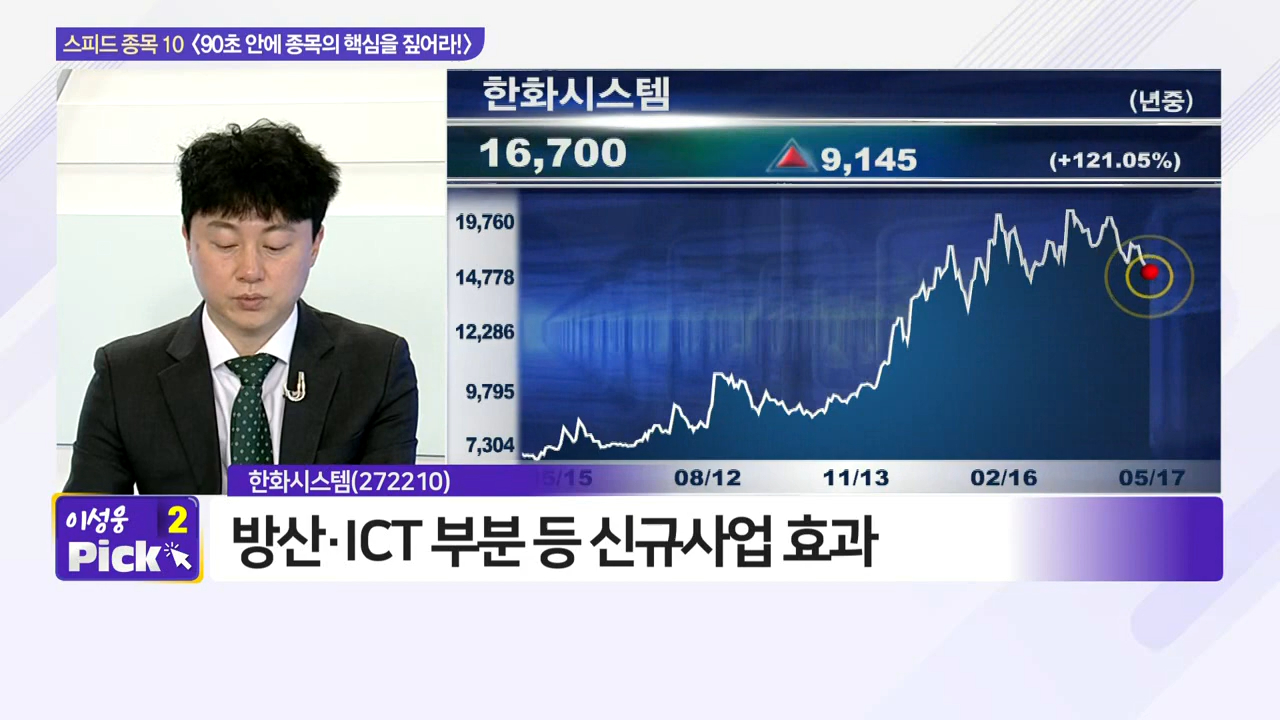 스피드 종목 10 〈90초 안에 종목의 핵심을 짚어라!〉
한화시스템
(년중)
16,700 ▲ 9,145 (+121.05%)
19,760
14,778
12,286
9,795
7,304
05/15 08/12 11/13 02/16 05/17
한화시스템(272210)
이성웅 2
Pick
방산·ICT 부분 등 신규사업 효과